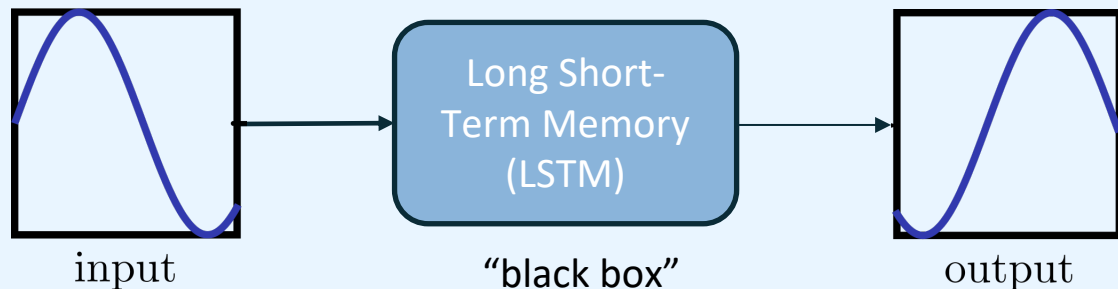 Long Short-
Term Memory
(LSTM)
input
“black box”
output